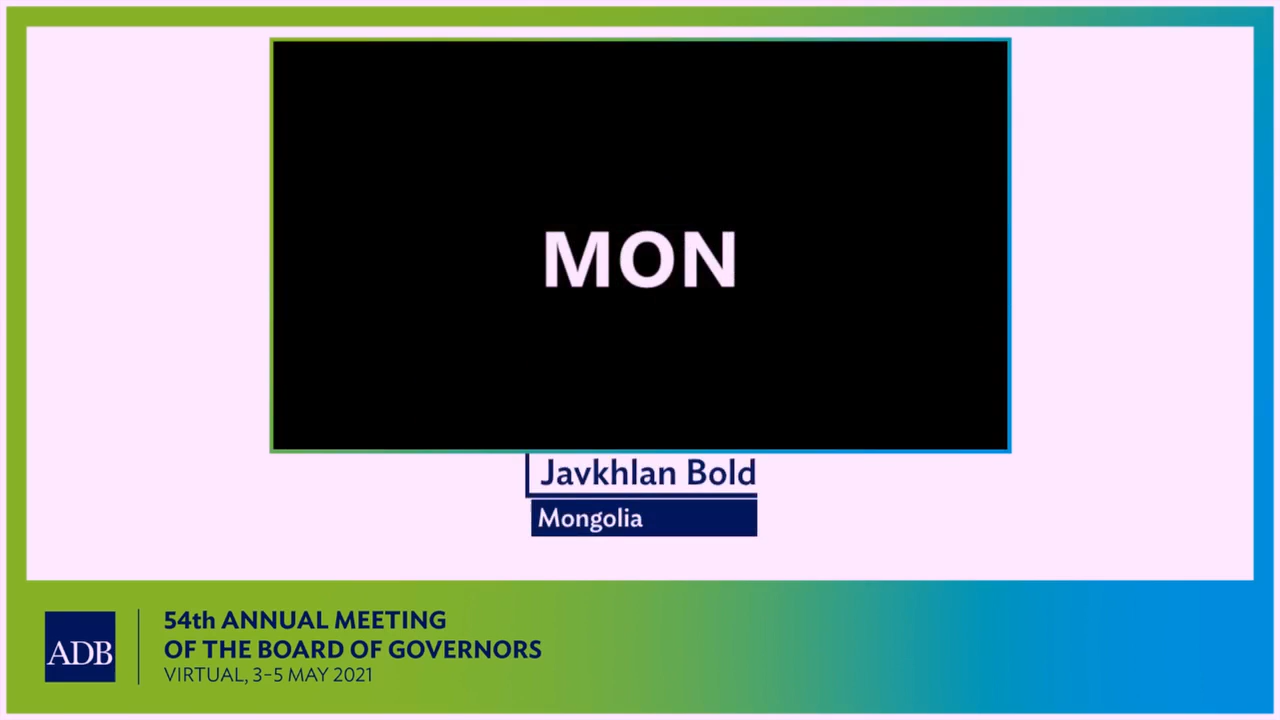 MON
Javkhlan Bold
Mongolia
ADB
54th ANNUAL MEETING
OF THE BOARD OF GOVERNORS
VIRTUAL, 3–5 MAY 2021